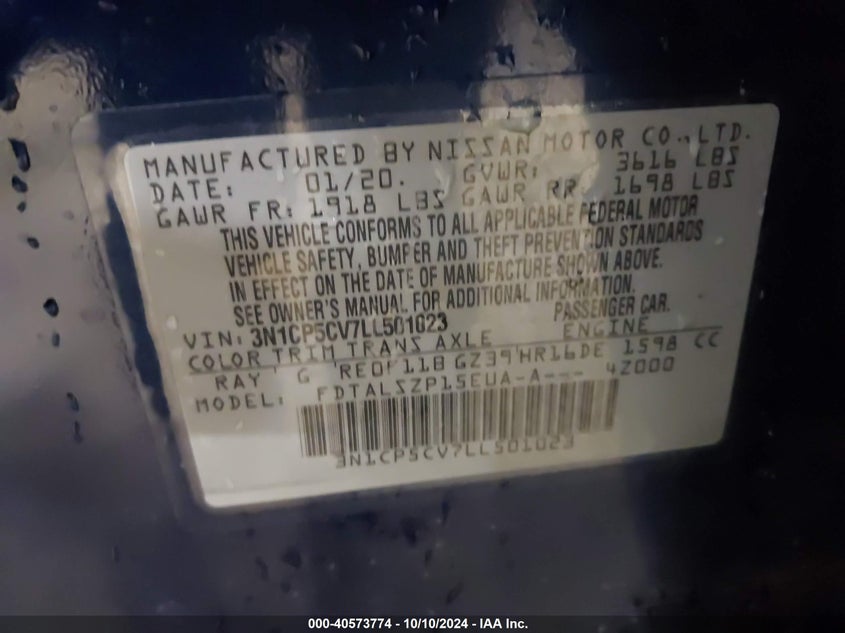 MANUFACTURED BY NISSAN MOTOR CO., LTD.
DATE: 01/20. GVWR: 3616 LBS
GAWR FR: 1918 LBS GAWR RR: 1698 LBS
THIS VEHICLE CONFORMS TO ALL APPLICABLE FEDERAL MOTOR
VEHICLE SAFETY, BUMPER AND THEFT PREVENTION STANDARDS
IN EFFECT ON THE DATE OF MANUFACTURE SHOWN ABOVE.
SEE OWNER'S MANUAL FOR ADDITIONAL INFORMATION.
PASSENGER CAR.
VIN: 3N1CP5CV7LL501023
COLOR TRIM TRANS AXLE ENGINE
RAY G RE0F11B GZ39 HR16DE 1598 CC
MODEL: FDTALSZP15EUA-A--- 4Z000
3N1CP5CV7LL501023
000-40573774 - 10/10/2024 - IAA Inc.